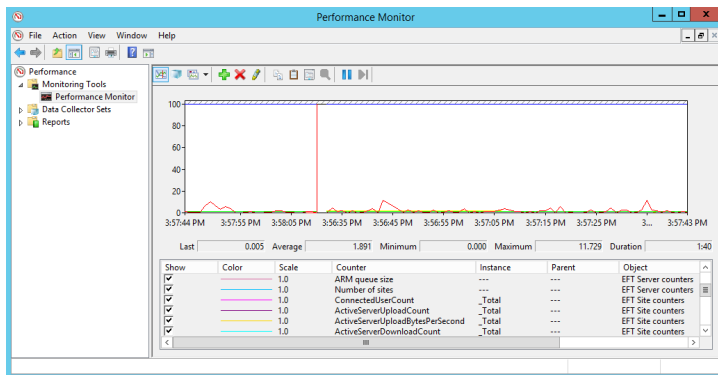 Performance Monitor
File Action View Window Help
Performance
Monitoring Tools
Performance Monitor
Data Collector Sets
Reports
100
80
60
40
20
0
3:57:44 PM 3:57:55 PM 3:58:05 PM 3:56:35 PM 3:56:45 PM 3:56:55 PM 3:57:05 PM 3:57:15 PM 3:57:25 PM 3... 3:57:43 PM
Last 0.005 Average 1.891 Minimum 0.000 Maximum 11.729 Duration 1:40
Show Color Scale Counter Instance Parent Object
1.0 ARM queue size --- --- EFT Server counters
1.0 Number of sites --- --- EFT Server counters
1.0 ConnectedUserCount _Total --- EFT Site counters
1.0 ActiveServerUploadCount _Total --- EFT Site counters
1.0 ActiveServerUploadBytesPerSecond _Total --- EFT Site counters
1.0 ActiveServerDownloadCount _Total --- EFT Site counters